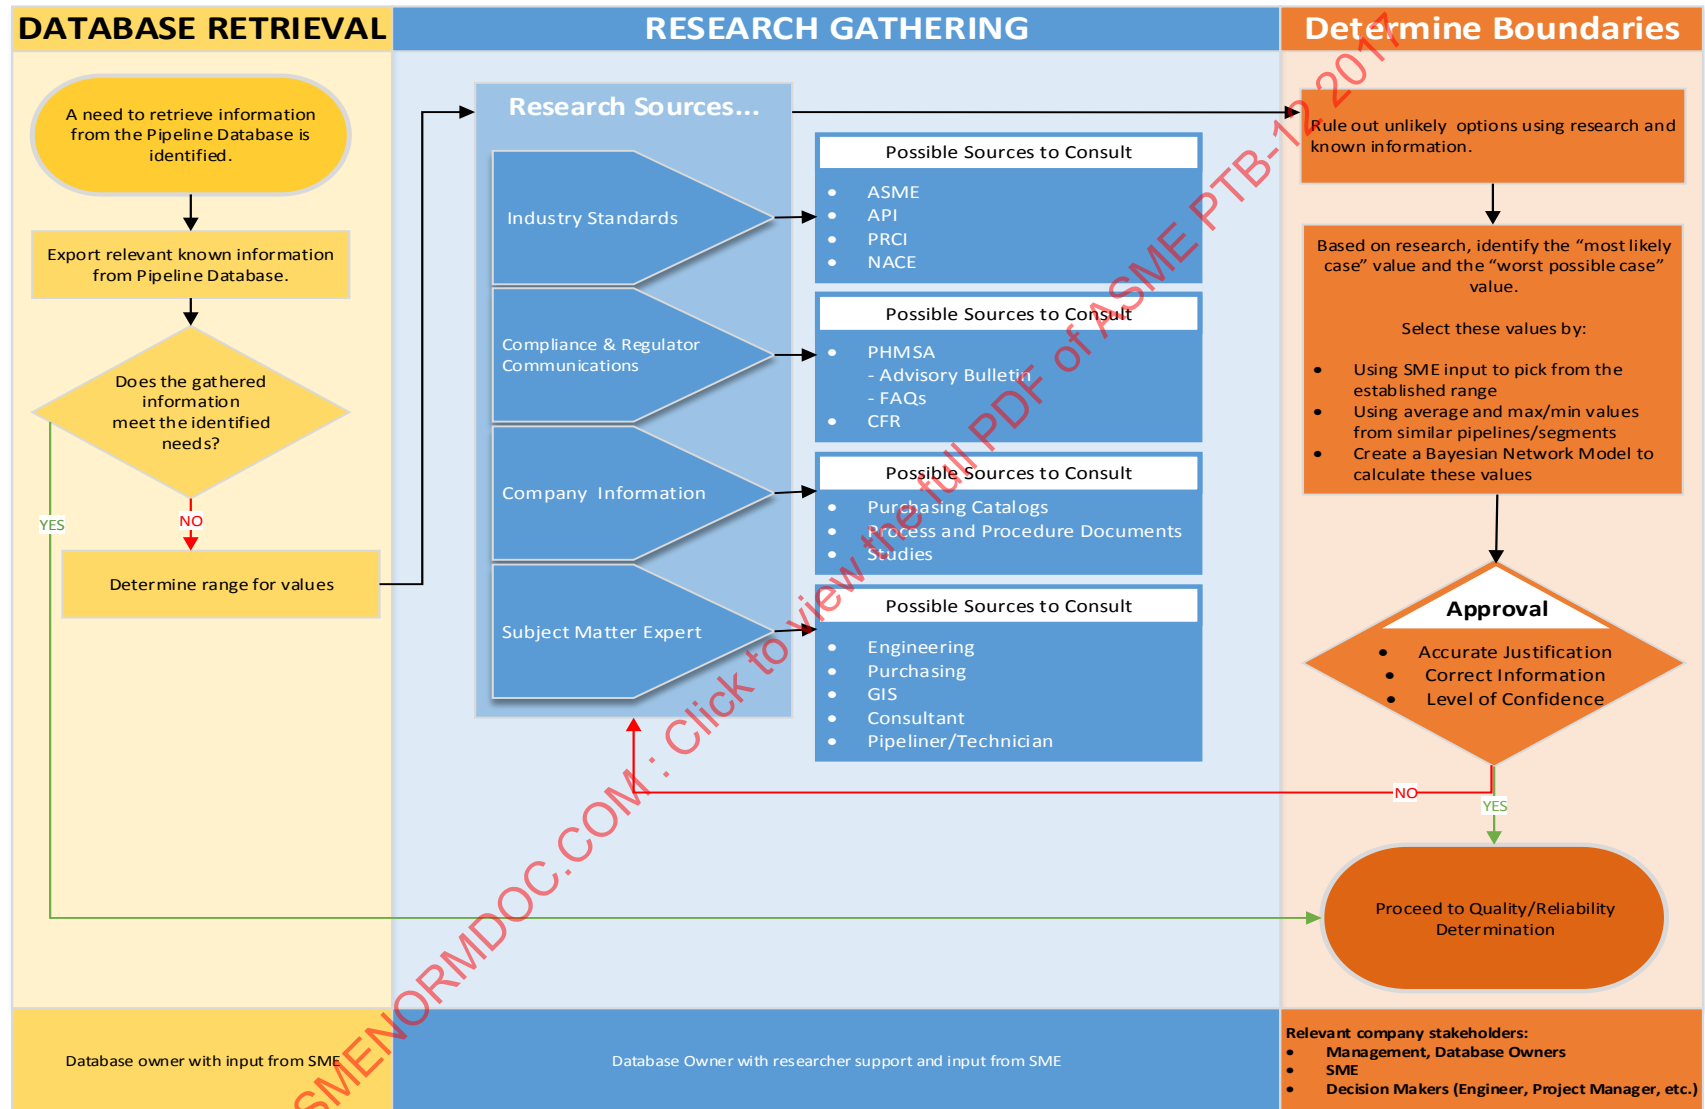 DATABASE RETRIEVAL
RESEARCH GATHERING
Determine Boundaries
A need to retrieve information
from the Pipeline Database is
identified.
Export relevant known information
from Pipeline Database.
Does the gathered
information
meet the identified
needs?
YES
NO
Determine range for values
Research Sources...
Industry Standards
Compliance & Regulator
Communications
Company Information
Subject Matter Expert
Possible Sources to Consult
• ASME
• API
• PRCI
• NACE
Possible Sources to Consult
• PHMSA
- Advisory Bulletin
- FAQs
• CFR
Possible Sources to Consult
• Purchasing Catalogs
• Process and Procedure Documents
• Studies
Possible Sources to Consult
• Engineering
• Purchasing
• GIS
• Consultant
• Pipeliner/Technician
Rule out unlikely options using research and
known information.
Based on research, identify the “most likely
case” value and the “worst possible case”
value.
Select these values by:
• Using SME input to pick from the
established range
• Using average and max/min values
from similar pipelines/segments
• Create a Bayesian Network Model to
calculate these values
Approval
• Accurate Justification
• Correct Information
• Level of Confidence
NO
YES
Proceed to Quality/Reliability
Determination
Database owner with input from SME
Database Owner with researcher support and input from SME
Relevant company stakeholders:
• Management, Database Owners
• SME
• Decision Makers (Engineer, Project Manager, etc.)
SMENORMDOC.COM : Click to view the full PDF of ASME PTB-12 2017